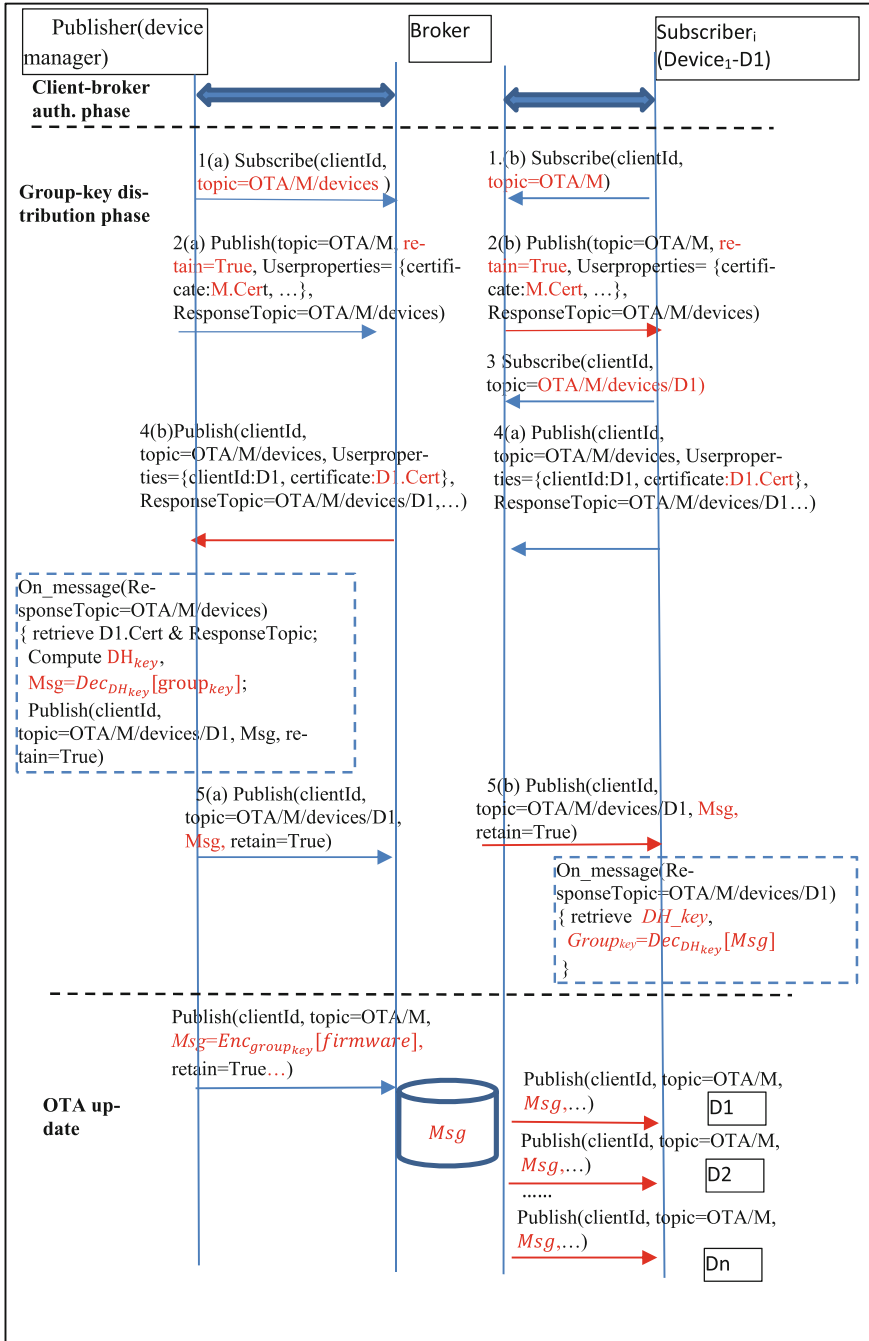 Publisher(device
manager)
Broker
Subscriberᵢ
(Device₁-D1)
Client-broker
auth. phase
1(a) Subscribe(clientId,
topic=OTA/M/devices )
1.(b) Subscribe(clientId,
topic=OTA/M)
Group-key dis-
tribution phase
2(a) Publish(topic=OTA/M, re-
tain=True, Userproperties= {certifi-
cate:M.Cert, …},
ResponseTopic=OTA/M/devices)
2(b) Publish(topic=OTA/M, re-
tain=True, Userproperties= {certifi-
cate:M.Cert, …},
ResponseTopic=OTA/M/devices)
3 Subscribe(clientId,
topic=OTA/M/devices/D1)
4(b)Publish(clientId,
topic=OTA/M/devices, Userproper-
ties={clientId:D1, certificate:D1.Cert},
ResponseTopic=OTA/M/devices/D1,…)
4(a) Publish(clientId,
topic=OTA/M/devices, Userproper-
ties={clientId:D1, certificate:D1.Cert},
ResponseTopic=OTA/M/devices/D1…)
On_message(Re-
sponseTopic=OTA/M/devices)
{ retrieve D1.Cert & ResponseTopic;
Compute DH_key,
Msg=Dec_DH_key[group_key];
Publish(clientId,
topic=OTA/M/devices/D1, Msg, re-
tain=True)
5(a) Publish(clientId,
topic=OTA/M/devices/D1,
Msg, retain=True)
5(b) Publish(clientId,
topic=OTA/M/devices/D1, Msg,
retain=True)
On_message(Re-
sponseTopic=OTA/M/devices/D1)
{ retrieve DH_key,
Group_key=Dec_DH_key[Msg]
}
Publish(clientId, topic=OTA/M,
Msg=Enc_group_key[firmware],
retain=True…)
OTA up-
date
Msg
Publish(clientId, topic=OTA/M,
Msg,…)
D1
Publish(clientId, topic=OTA/M,
Msg,…)
D2
……
Publish(clientId, topic=OTA/M,
Msg,…)
Dn